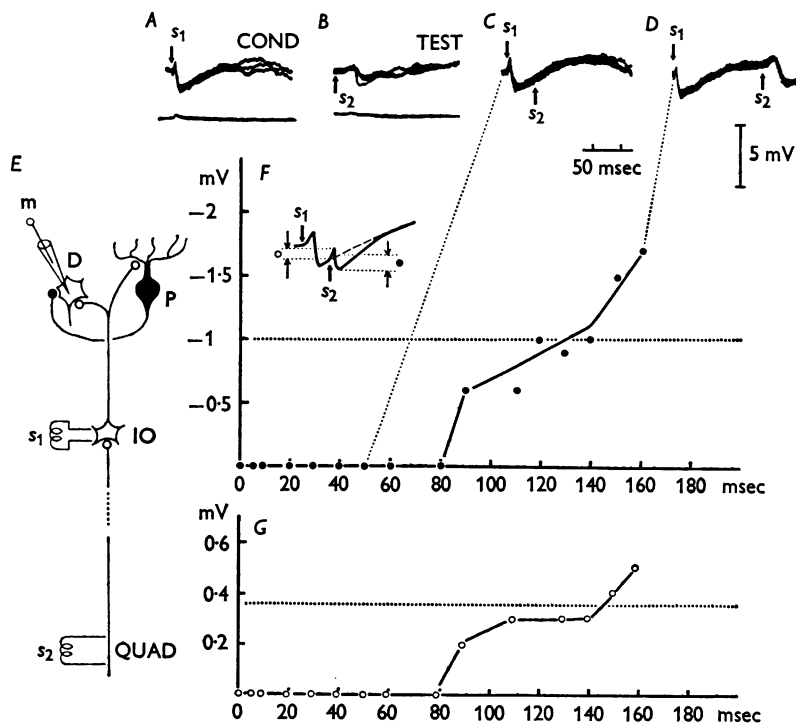 A
B
C
D
s1
COND
TEST
s2
s1
s2
s2
50 msec
5 mV
E
m
D
P
s1
IO
s2
QUAD
mV
F
—2
—1·5
—1
—0·5
s1
s2
0 20 40 60 80 100 120 140 160 180 msec
mV
G
0·6
0·4
0·2
0 20 40 60 80 100 120 140 160 180 msec